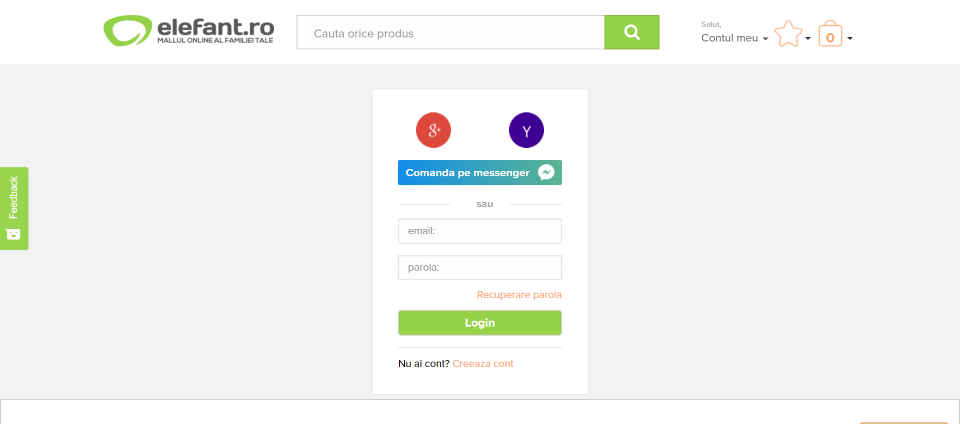 elefant.ro
MALLUL ONLINE AL FAMILIEI TALE
Cauta orice produs
Salut,
Contul meu
0
g+
Y
Comanda pe messenger
sau
email:
parola:
Recuperare parola
Login
Nu ai cont? Creeaza cont
Feedback